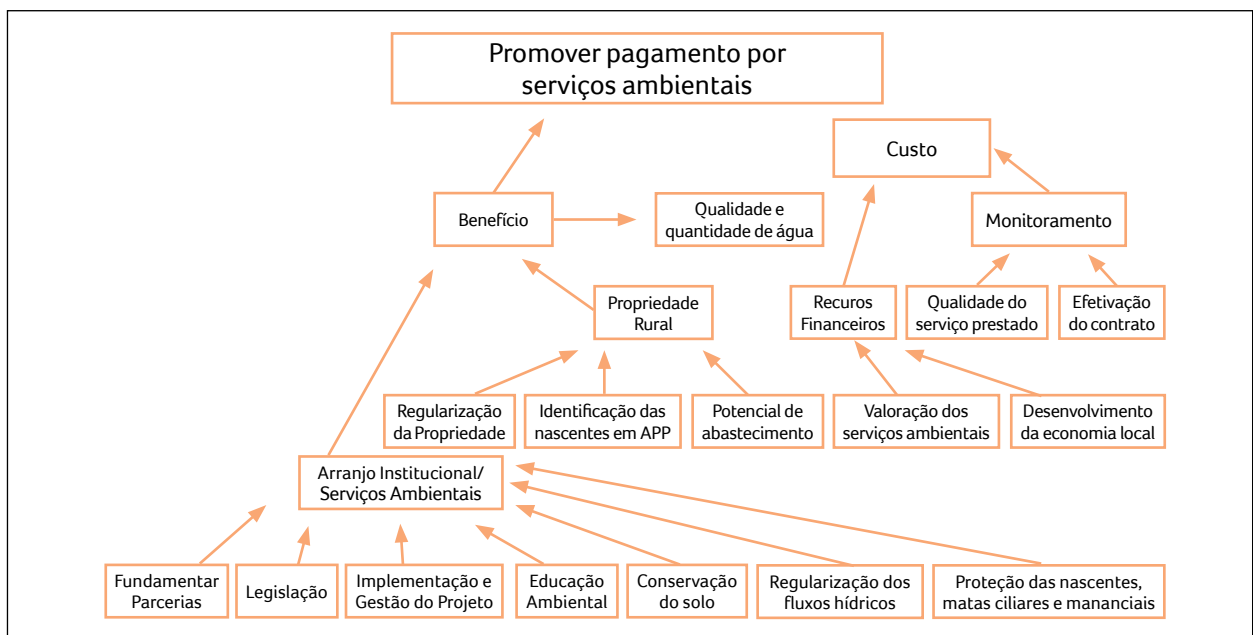 Promover pagamento por
serviços ambientais
Custo
Benefício
Qualidade e
quantidade de água
Monitoramento
Propriedade
Rural
Recuros
Financeiros
Qualidade do
serviço prestado
Efetivação
do contrato
Regularização
da Propriedade
Identificação das
nascentes em APP
Potencial de
abastecimento
Valoração dos
serviços ambientais
Desenvolvimento
da economia local
Arranjo Institucional/
Serviços Ambientais
Fundamentar
Parcerias
Legislação
Implementação e
Gestão do Projeto
Educação
Ambiental
Conservação
do solo
Regularização dos
fluxos hídricos
Proteção das nascentes,
matas ciliares e mananciais